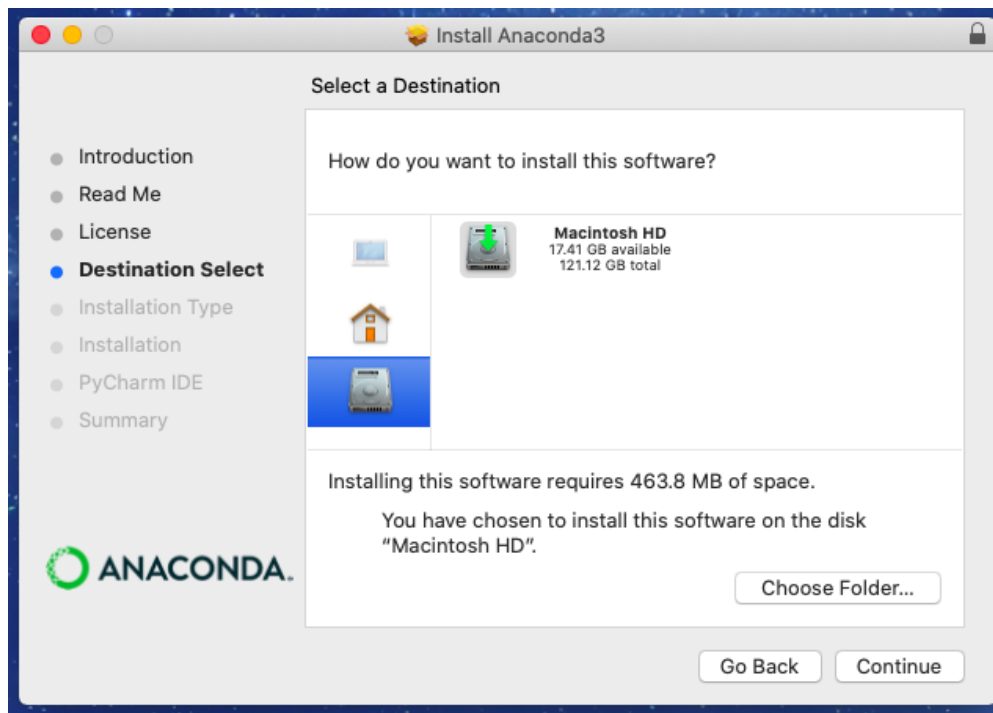 Install Anaconda3
Select a Destination
Introduction
Read Me
License
Destination Select
Installation Type
Installation
PyCharm IDE
Summary
ANACONDA.
How do you want to install this software?
Macintosh HD
17.41 GB available
121.12 GB total
Installing this software requires 463.8 MB of space.
You have chosen to install this software on the disk
“Macintosh HD”.
Choose Folder...
Go Back
Continue